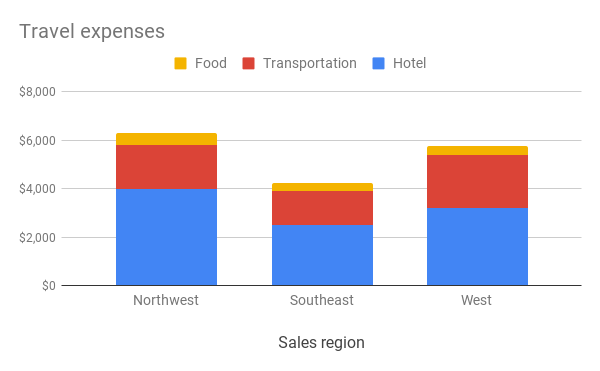 Travel expenses
Food Transportation Hotel
$8,000
$6,000
$4,000
$2,000
$0
Northwest Southeast West
Sales region